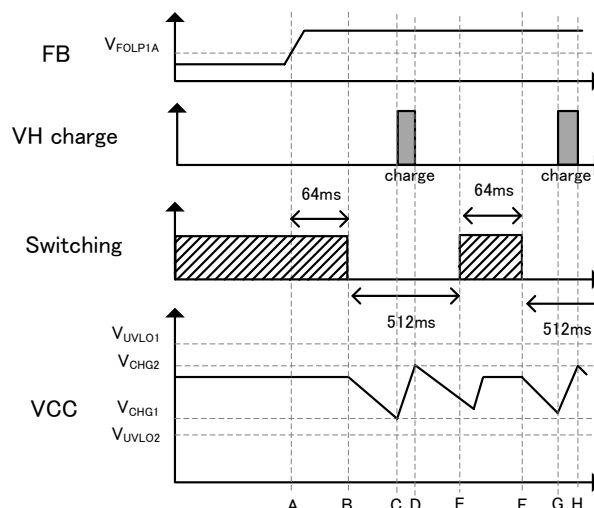 FB
VFOLP1A
VH charge
charge
charge
64ms
64ms
Switching
512ms
512ms
VUVLO1
VCHG2
VCC
VCHG1
VUVLO2
A B C D E F G H